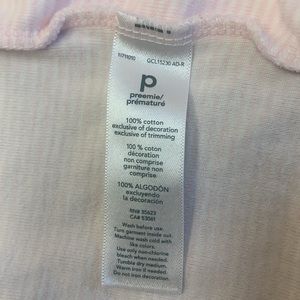 QCL15230 AD-R
p
preemie/
prématuré
100% cotton
exclusive of decoration
exclusive of trimming
100 % coton
décoration
non comprise
garniture non
comprise
100% ALGODÓN
excluyendo
la decoración
RN# 35623
CA# 53061
Wash before use.
Turn garment inside out.
Machine wash cold with
like colors.
Use only non-chlorine
bleach when needed.
Tumble dry medium.
Warm iron if needed.
Do not iron decoration.